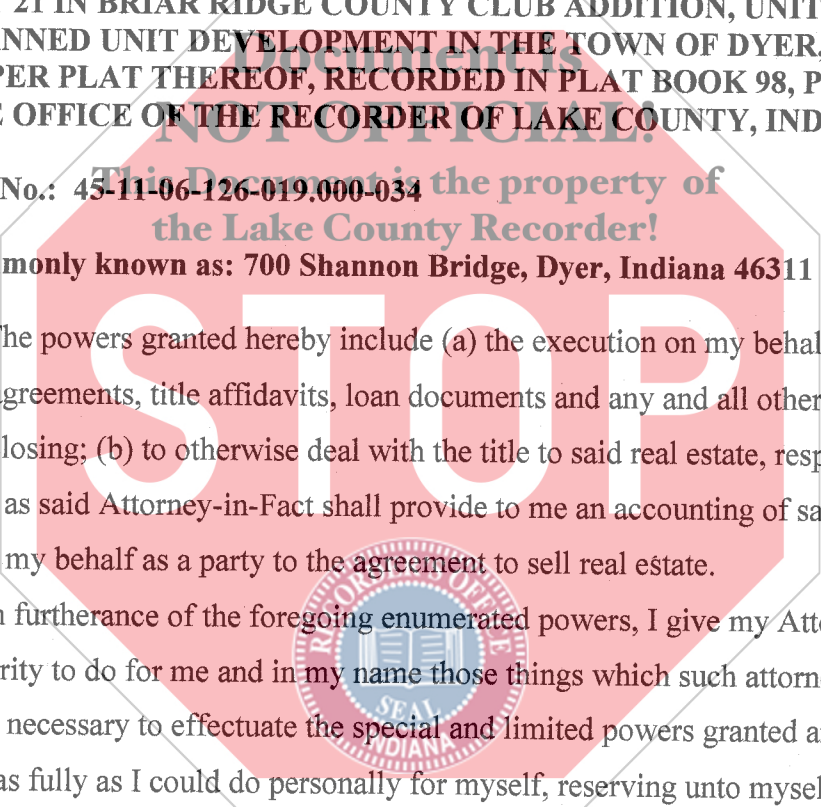 21 IN BRIAR RIDGE COUNTY CLUB ADDITION, UNIT
NNED UNIT DEVELOPMENT IN THE TOWN OF DYER,
PER PLAT THEREOF, RECORDED IN PLAT BOOK 98, P
E OFFICE OF THE RECORDER OF LAKE COUNTY, IND
Document is
NOT OFFICIAL!
This Document is the property of
the Lake County Recorder!
No.: 45-11-06-126-019.000-034
monly known as: 700 Shannon Bridge, Dyer, Indiana 46311
STOP
The powers granted hereby include (a) the execution on my behal
greements, title affidavits, loan documents and any and all other
losing; (b) to otherwise deal with the title to said real estate, resp
as said Attorney-in-Fact shall provide to me an accounting of sa
my behalf as a party to the agreement to sell real estate.
n furtherance of the foregoing enumerated powers, I give my Atto
rity to do for me and in my name those things which such attorn
necessary to effectuate the special and limited powers granted a
as fully as I could do personally for myself, reserving unto mysel
RECORDER'S OFFICE
SEAL
INDIANA